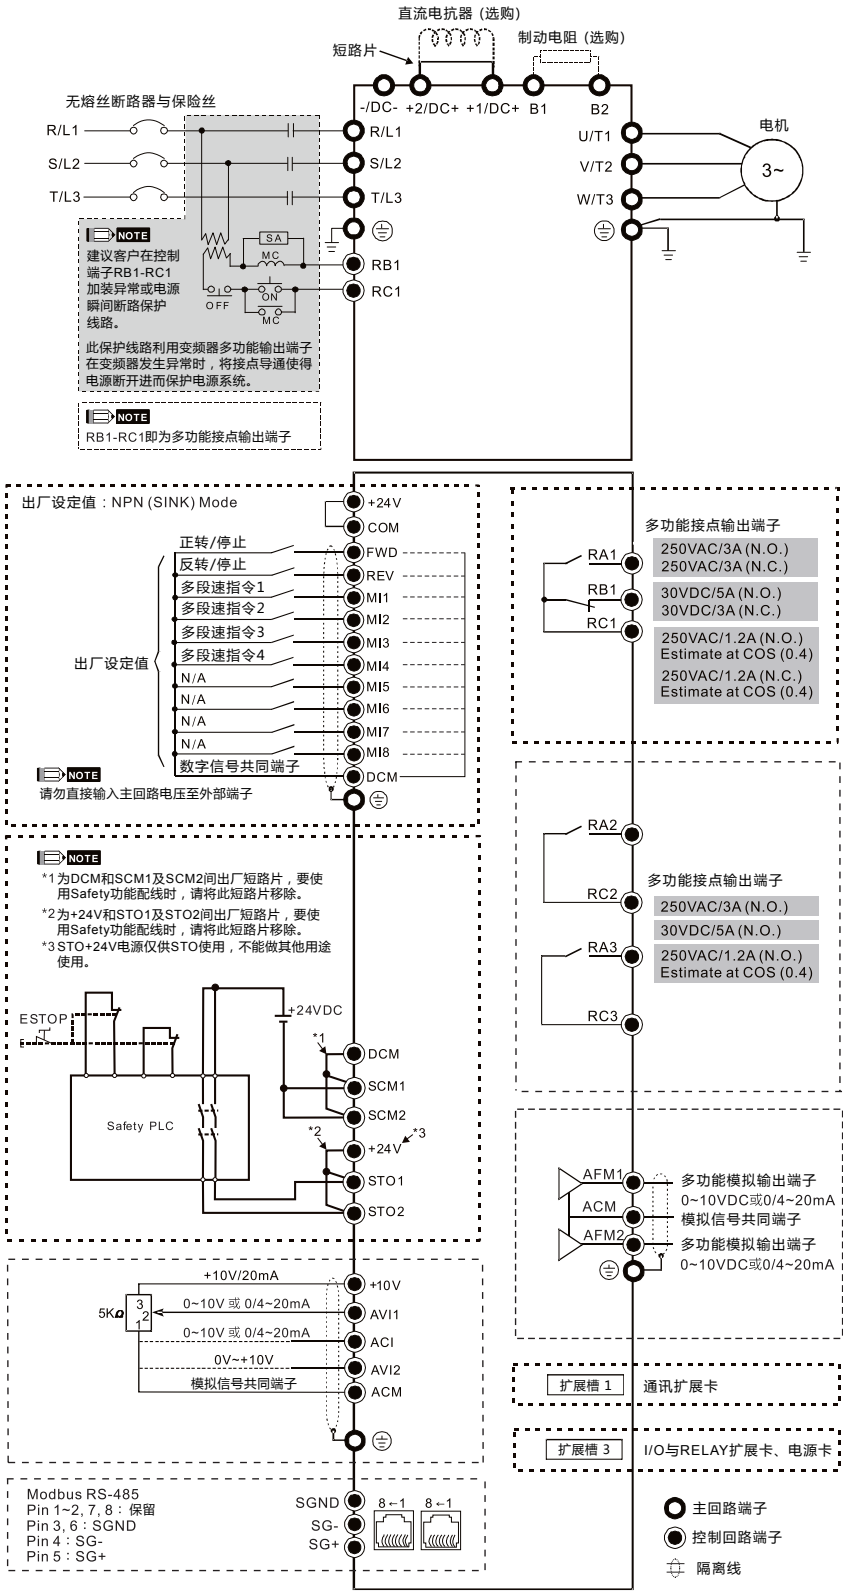 直流电抗器 (选购)
制动电阻 (选购)
短路片
-/DC- +2/DC+ +1/DC+ B1 B2
无熔丝断路器与保险丝
R/L1
S/L2
T/L3
R/L1
S/L2
T/L3
U/T1
V/T2
W/T3
电机
3~
NOTE
建议客户在控制
端子RB1-RC1
加装异常或电源
瞬间断路保护
线路。
SA
MC
OFF
ON
MC
RB1
RC1
此保护线路利用变频器多功能输出端子
在变频器发生异常时，将接点导通使得
电源断开进而保护电源系统。
NOTE
RB1-RC1即为多功能接点输出端子
出厂设定值：NPN (SINK) Mode
+24V
COM
正转/停止
FWD
反转/停止
REV
多段速指令1
MI1
多段速指令2
MI2
多段速指令3
MI3
多段速指令4
MI4
N/A
MI5
N/A
MI6
N/A
MI7
N/A
MI8
数字信号共同端子
DCM
出厂设定值
NOTE
请勿直接输入主回路电压至外部端子
多功能接点输出端子
RA1
RB1
RC1
250VAC/3A (N.O.)
250VAC/3A (N.C.)
30VDC/5A (N.O.)
30VDC/3A (N.C.)
250VAC/1.2A (N.O.)
Estimate at COS (0.4)
250VAC/1.2A (N.C.)
Estimate at COS (0.4)
RA2
RC2
RA3
RC3
多功能接点输出端子
250VAC/3A (N.O.)
30VDC/5A (N.O.)
250VAC/1.2A (N.O.)
Estimate at COS (0.4)
NOTE
*1 为DCM和SCM1及SCM2间出厂短路片，要使
用Safety功能配线时，请将此短路片移除。
*2 为+24V和STO1及STO2间出厂短路片，要使
用Safety功能配线时，请将此短路片移除。
*3 STO+24V电源仅供STO使用，不能做其他用途
使用。
ESTOP
+24VDC
Safety PLC
*1
DCM
SCM1
SCM2
*2
+24V
*3
STO1
STO2
AFM1
ACM
AFM2
多功能模拟输出端子
0~10VDC或0/4~20mA
模拟信号共同端子
多功能模拟输出端子
0~10VDC或0/4~20mA
+10V/20mA
+10V
5KΩ
3
2
1
0~10V 或 0/4~20mA
AVI1
0~10V 或 0/4~20mA
ACI
0V~+10V
AVI2
模拟信号共同端子
ACM
扩展槽 1
通讯扩展卡
扩展槽 3
I/O与RELAY扩展卡、电源卡
Modbus RS-485
Pin 1~2, 7, 8：保留
Pin 3, 6：SGND
Pin 4：SG-
Pin 5：SG+
SGND
SG-
SG+
8←1
8←1
主回路端子
控制回路端子
隔离线